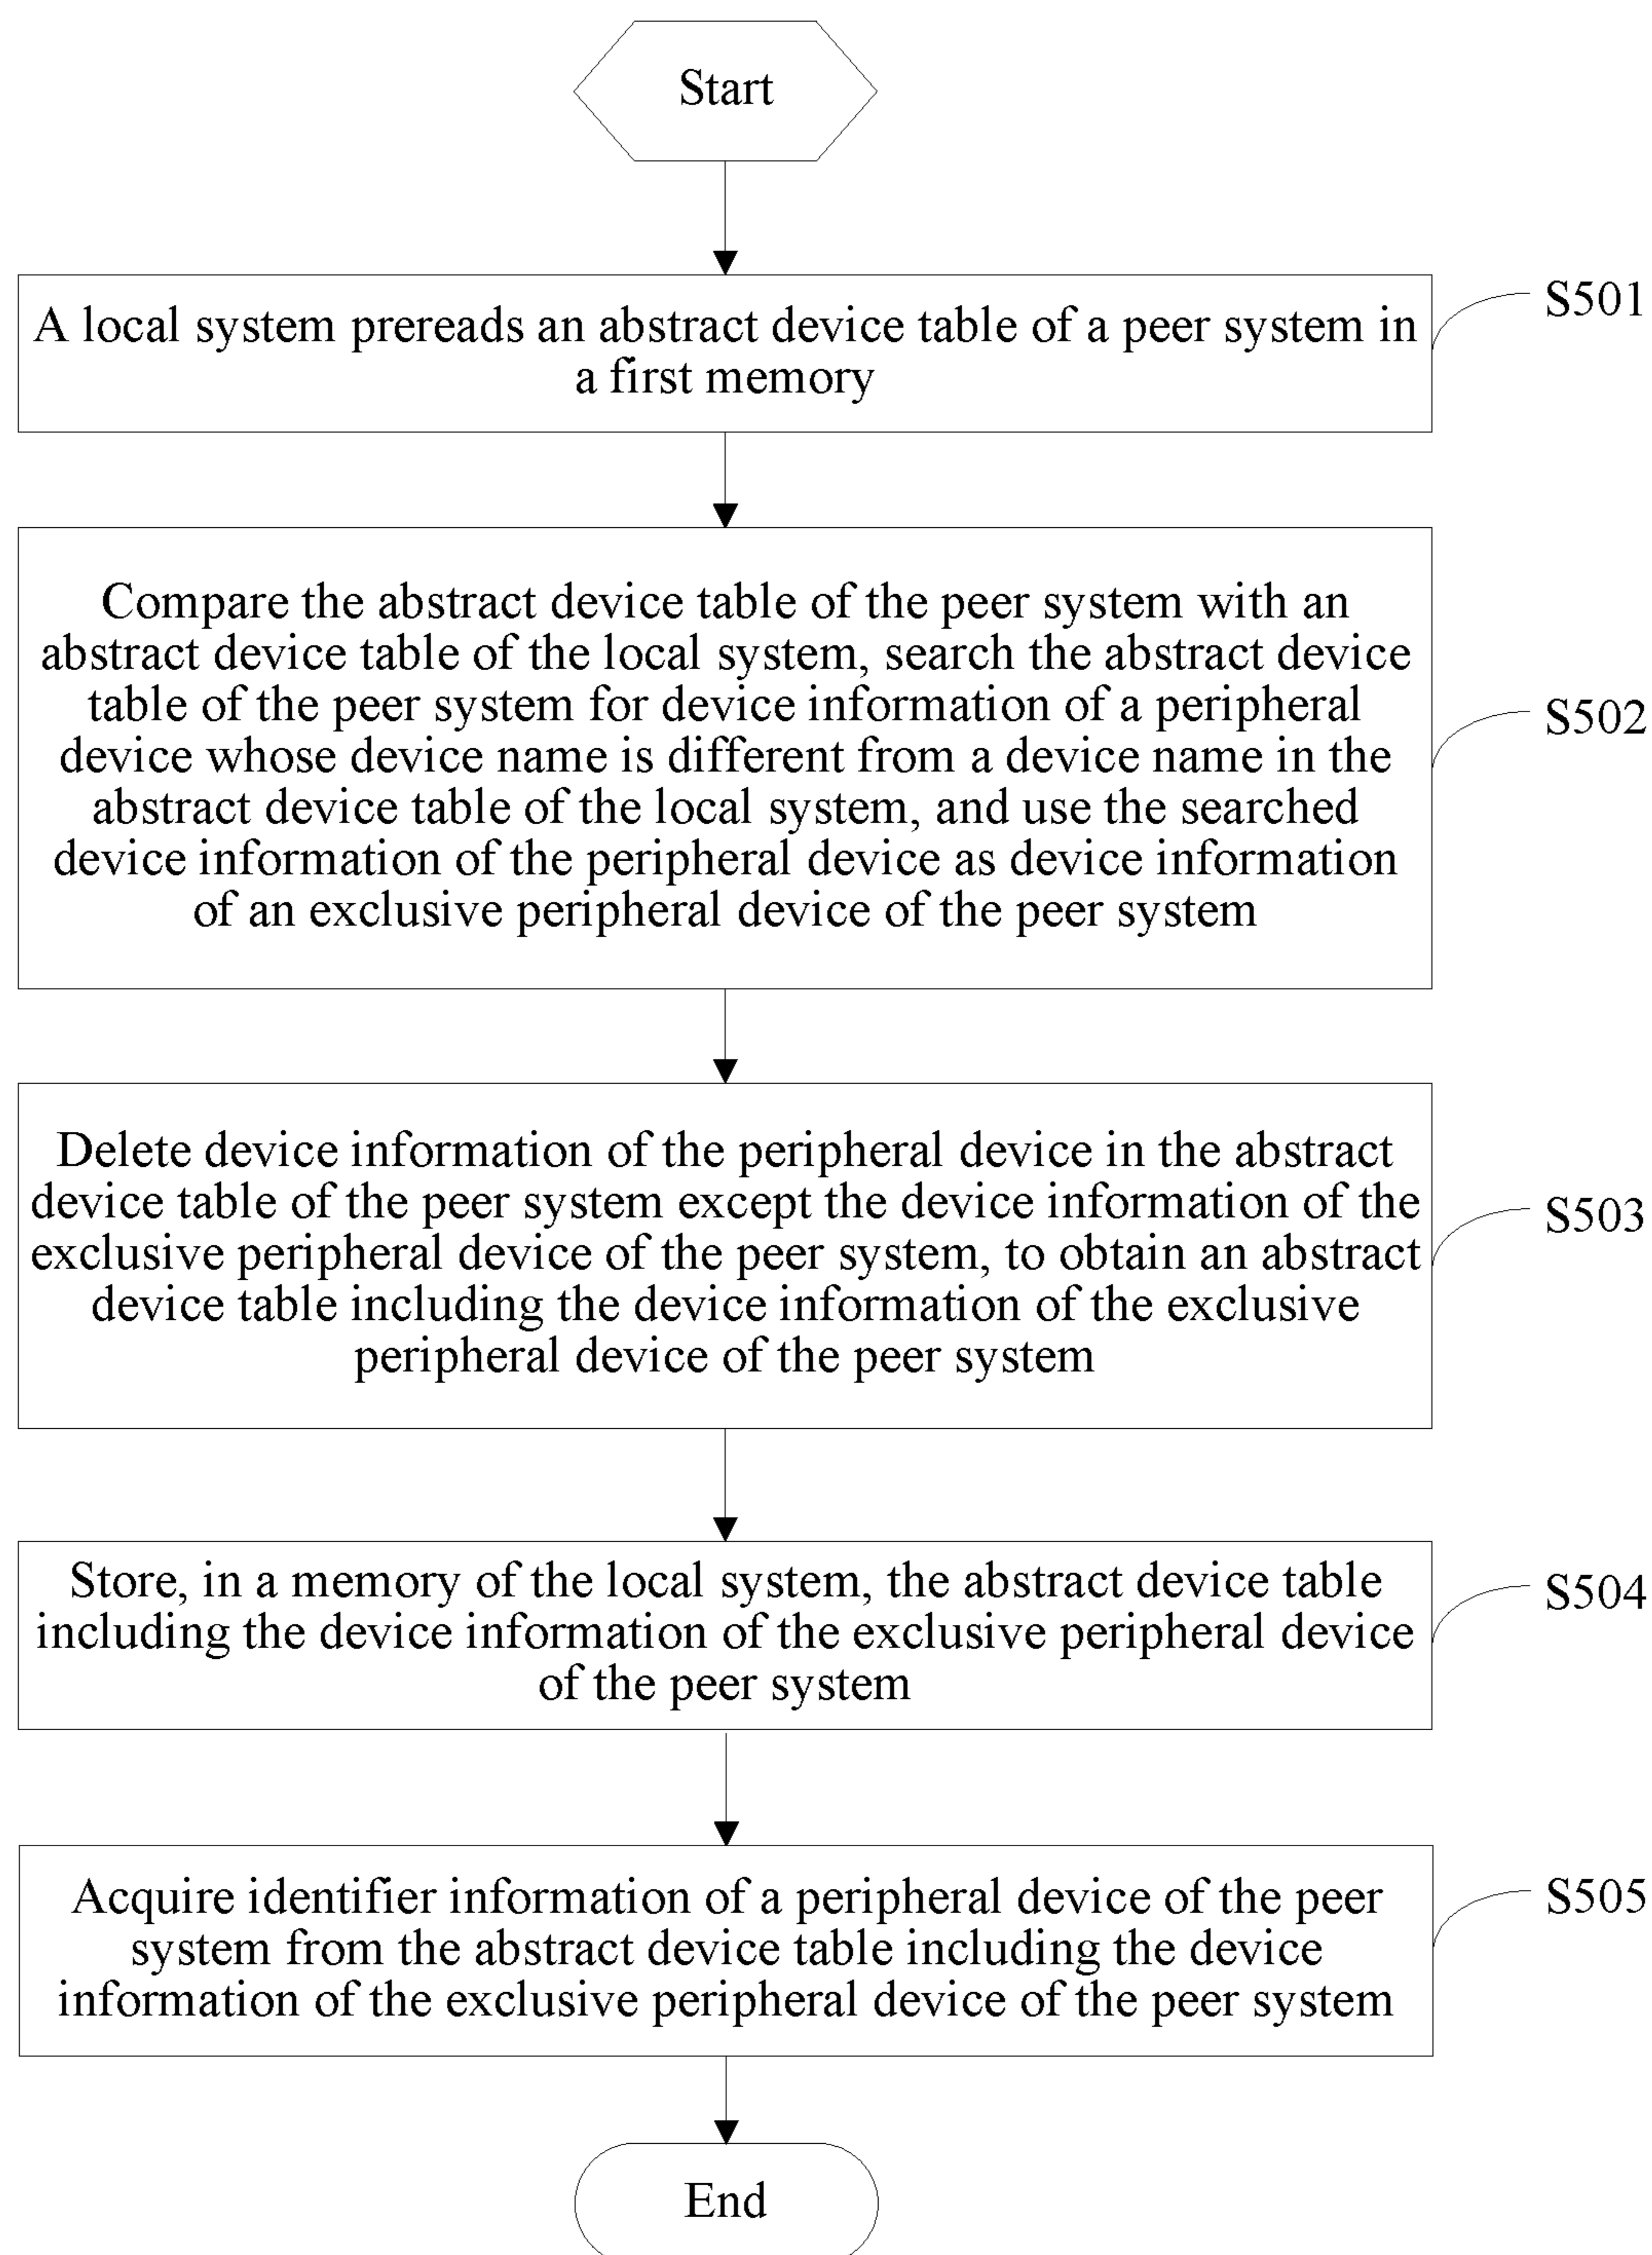 Start
A local system prereads an abstract device table of a peer system in
a first memory
S501
Compare the abstract device table of the peer system with an
abstract device table of the local system, search the abstract device
table of the peer system for device information of a peripheral
device whose device name is different from a device name in the
abstract device table of the local system, and use the searched
device information of the peripheral device as device information
of an exclusive peripheral device of the peer system
S502
Delete device information of the peripheral device in the abstract
device table of the peer system except the device information of the
exclusive peripheral device of the peer system, to obtain an abstract
device table including the device information of the exclusive
peripheral device of the peer system
S503
Store, in a memory of the local system, the abstract device table
including the device information of the exclusive peripheral device
of the peer system
S504
Acquire identifier information of a peripheral device of the peer
system from the abstract device table including the device
information of the exclusive peripheral device of the peer system
S505
End